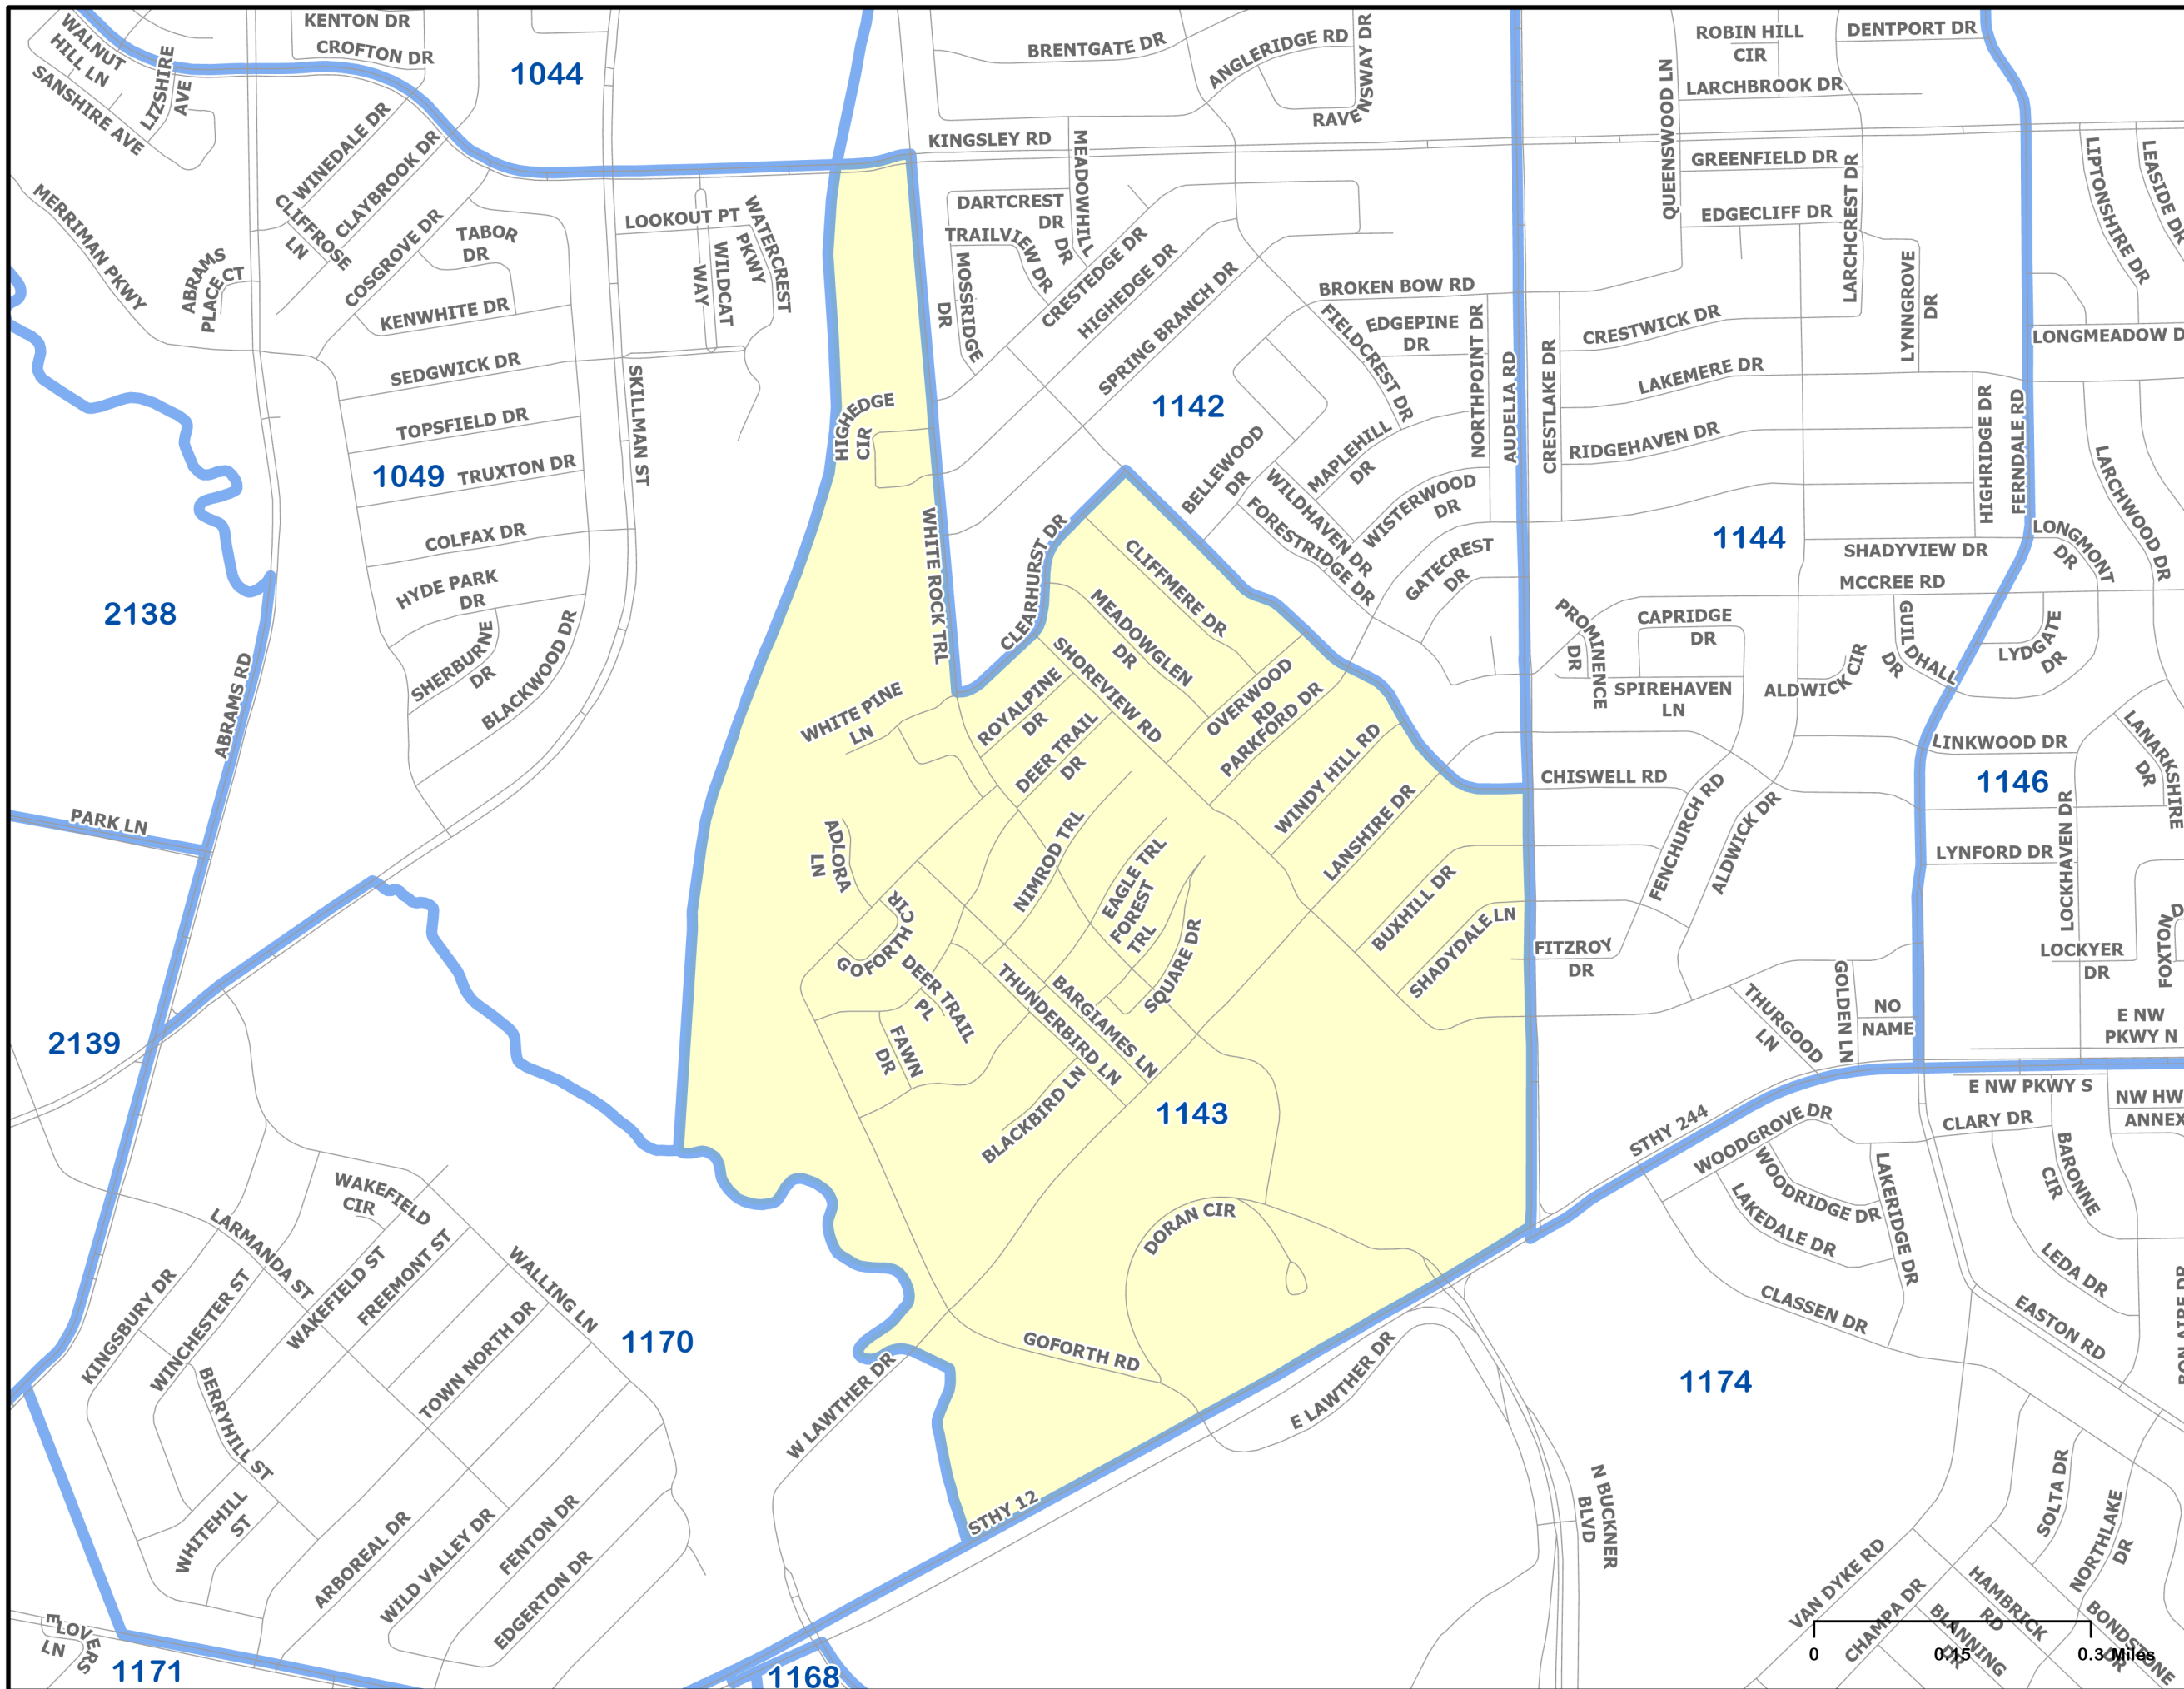 KENTON DR
CROFTON DR
WALNUT
HILL LN
SANSHIRE AVE
LIZSHIRE
AVE
1044
BRENTGATE DR
ANGLERIDGE RD
RAVENSWAY DR
ROBIN HILL
CIR
DENTPORT DR
LARCHBROOK DR
QUEENSWOOD LN
KINGSLEY RD
WINEDALE DR
CLAYBROOK DR
CLIFFROSE
LN
COSGROVE DR
TABOR
DR
MERRIMAN PKWY
ABRAMS
PLACE CT
KENWHITE DR
LOOKOUT PT
WATERCREST
PKWY
WILDCAT
WAY
DARTCREST
DR
MEADOWHILL
DR
TRAILVIEW DR
MOSSRIDGE
DR
CRESTEDGE DR
HIGHEDGE DR
SPRING BRANCH DR
GREENFIELD DR
EDGECLIFF DR
LARCHCREST DR
LYNNGROVE
DR
LIPTONSHIRE DR
LEASIDE DR
LONGMEADOW D
BROKEN BOW RD
FIELDCREST DR
EDGEPINE
DR
NORTHPOINT DR
AUDELIA RD
CRESTLAKE DR
CRESTWICK DR
LAKEMERE DR
RIDGEHAVEN DR
HIGHRIDGE DR
FERNDALE RD
SEDGWICK DR
TOPSFIELD DR
1049
TRUXTON DR
SKILLMAN ST
COLFAX DR
HYDE PARK
DR
SHERBURNE
DR
BLACKWOOD DR
HIGHEDGE
CIR
1142
BELLEWOOD
DR
MAPLEHILL
DR
WILDHAVEN DR
FORESTRIDGE DR
WISTERWOOD
DR
GATECREST
DR
1144
SHADYVIEW DR
MCCREE RD
LONGMONT
DR
LARCHWOOD DR
2138
ABRAMS RD
WHITE ROCK TRL
CLEARHURST DR
CLIFFMERE DR
MEADOWGLEN
DR
SHOREVIEW RD
ROYALPINE
DR
DEER TRAIL
DR
OVERWOOD
RD
PARKFORD DR
WINDY HILL RD
LANSHIRE DR
WHITE PINE
LN
PROMINENCE
DR
CAPRIDGE
DR
SPIREHAVEN
LN
ALDWICK CIR
GUILDHALL
DR
LYDGATE
DR
LINKWOOD DR
1146
LANARKSHIRE
DR
CHISWELL RD
FENCHURCH RD
ALDWICK DR
LYNFORD DR
LOCKHAVEN DR
LOCKYER
DR
FOXTON
D
PARK LN
ADLORA
LN
NIMROD TRL
EAGLE TRL
FOREST
TRL
SQUARE DR
BUXHILL DR
SHADYDALE LN
FITZROY
DR
GOFORTH CIR
DEER TRAIL
PL
FAWN
DR
THUNDERBIRD LN
BARGIAMES LN
BLACKBIRD LN
1143
THURGOOD
LN
GOLDEN LN
NO
NAME
E NW
PKWY N
2139
E NW PKWY S
NW HW
ANNEX
CLARY DR
BARONNE
CIR
STHY 244
WOODGROVE DR
WOODRIDGE DR
LAKEDALE DR
LAKERIDGE DR
LEDA DR
CLASSEN DR
EASTON RD
WAKEFIELD
CIR
LARMANDA ST
KINGSBURY DR
WINCHESTER ST
WAKEFIELD ST
FREEMONT ST
WALLING LN
TOWN NORTH DR
BERRYHILL ST
1170
DORAN CIR
GOFORTH RD
W LAWTHER DR
E LAWTHER DR
1174
STHY 12
N BUCKNER
BLVD
WHITEHILL
ST
ARBOREAL DR
WILD VALLEY DR
FENTON DR
EDGERTON DR
SOLTA DR
NORTHLAKE
DR
VAN DYKE RD
CHAMPA DR
HAMBRICK
RD
BLANNING
DR
BONDSTONE
DR
E LOVERS
LN
1171
1168
0 0.15 0.3 Miles